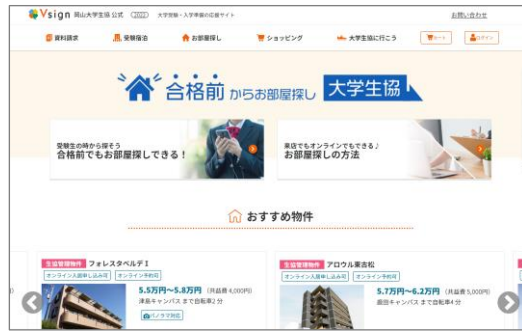 Vsign 岡山大学生協 公式 大学受験・入学準備の応援サイト お問い合わせ
資料請求 受験宿泊 お部屋探し ショッピング 大学生協に行こう カート ログイン
合格前からお部屋探し 大学生協
受験生の時から探そう
合格前でもお部屋探しできる！
来店でもオンラインでもできる♪
お部屋探しの方法
おすすめ物件
生協管理物件 フォレスタベルデⅠ
オンライン入居申し込み可 オンライン予約可
5.5万円～5.8万円 (共益費 4,000円)
津島キャンパス まで自転車2 分
パノラマ対応
生協管理物件 アロウル東古松
オンライン入居申し込み可 オンライン予約可
5.7万円～6.2万円 (共益費 5,000円)
鹿田キャンパス まで自転車4 分